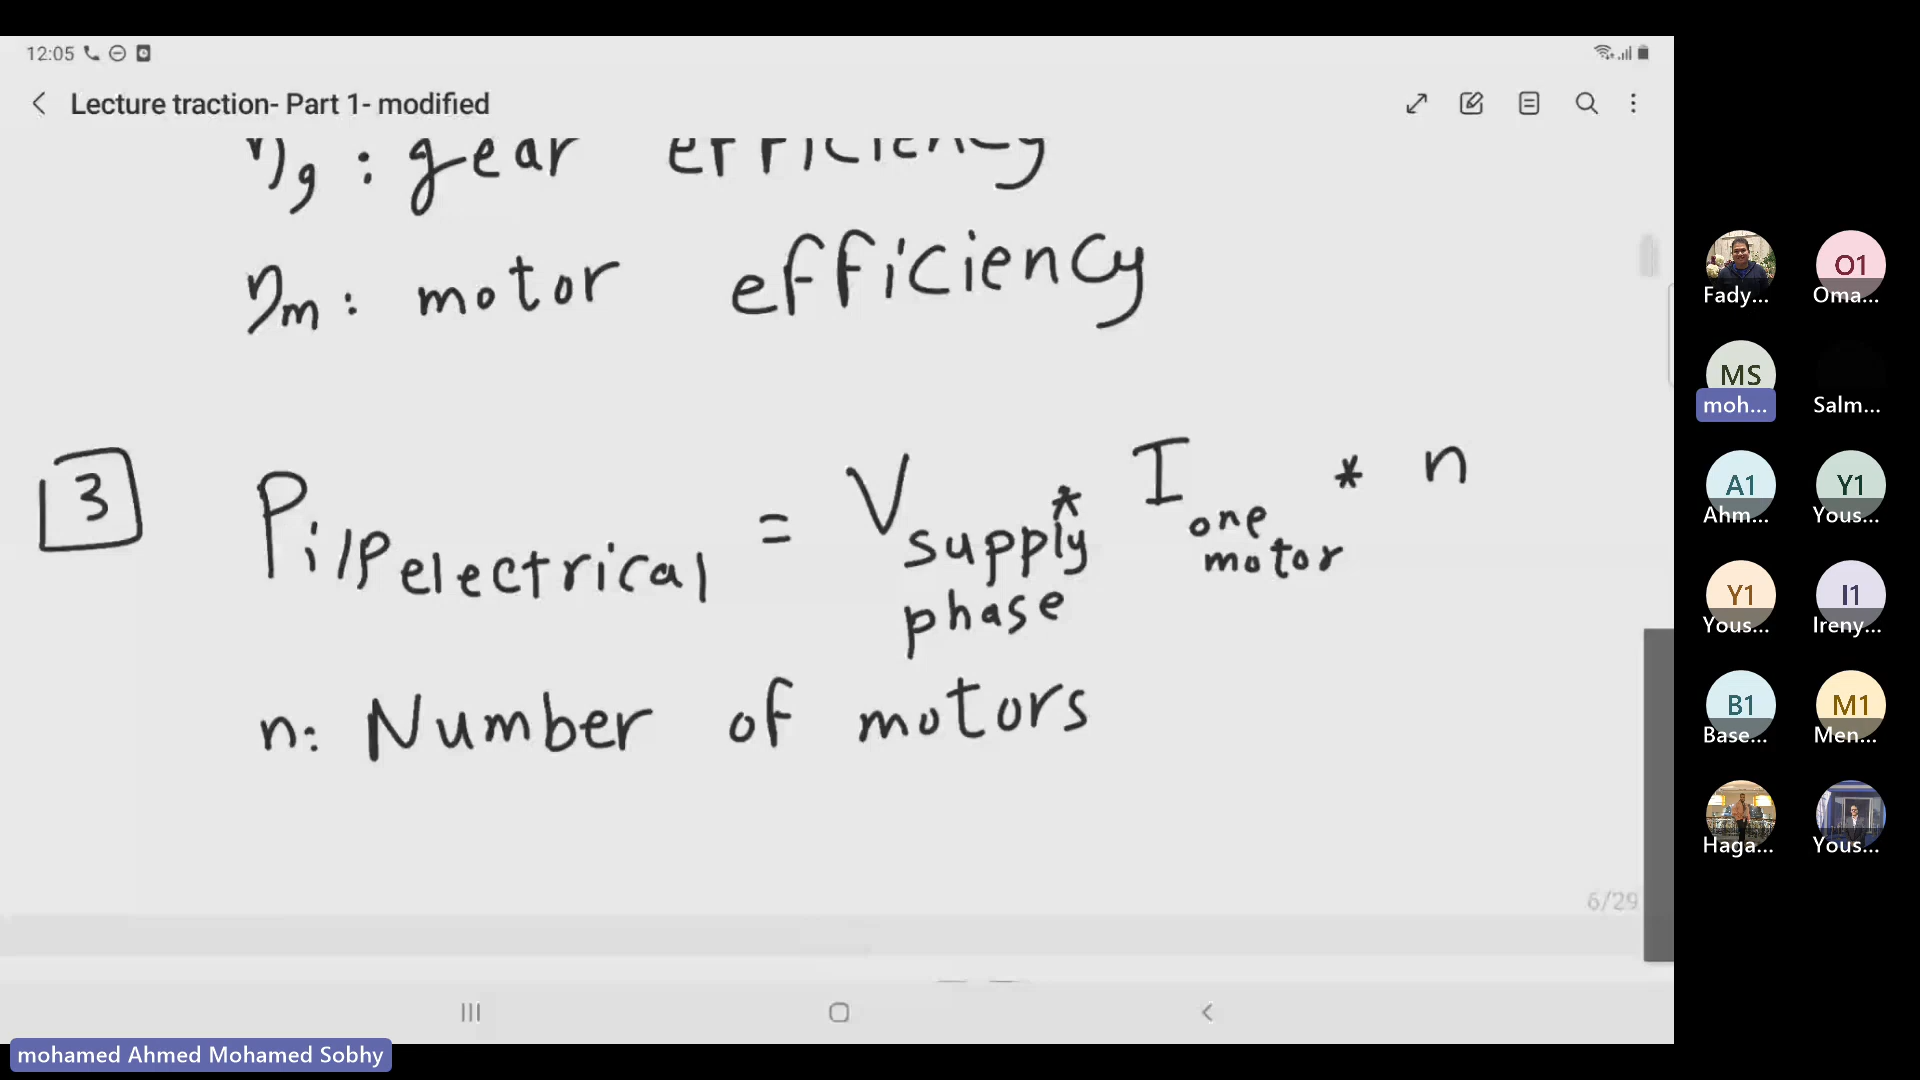 12:05
Lecture traction- Part 1- modified
ηg : gear efficiency
ηm : motor efficiency
3 Pi/p electrical = V supply phase * I one motor * n
n: Number of motors
6/29
Fady...
O1
Oma...
MS
moh...
Salm...
A1
Ahm...
Y1
Yous...
Y1
Yous...
I1
Ireny...
B1
Base...
M1
Men...
Haga...
Yous...
mohamed Ahmed Mohamed Sobhy